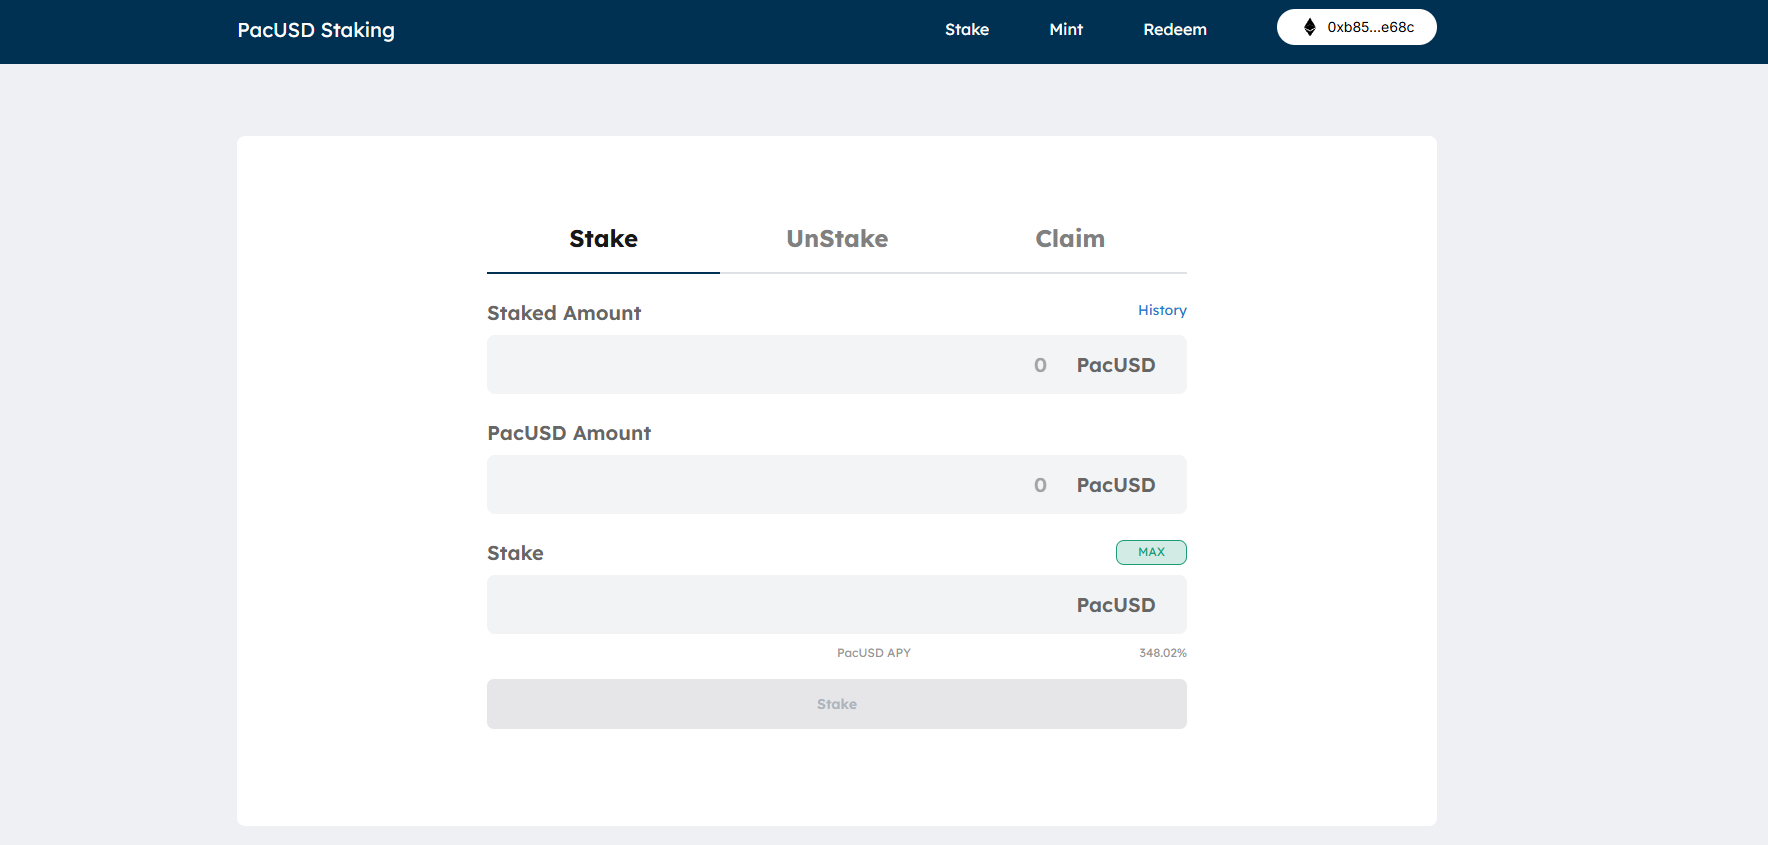 PacUSD Staking
Stake Mint Redeem 0xb85...e68c
Stake UnStake Claim
Staked Amount History
0 PacUSD
PacUSD Amount
0 PacUSD
Stake MAX
PacUSD
PacUSD APY 348.02%
Stake